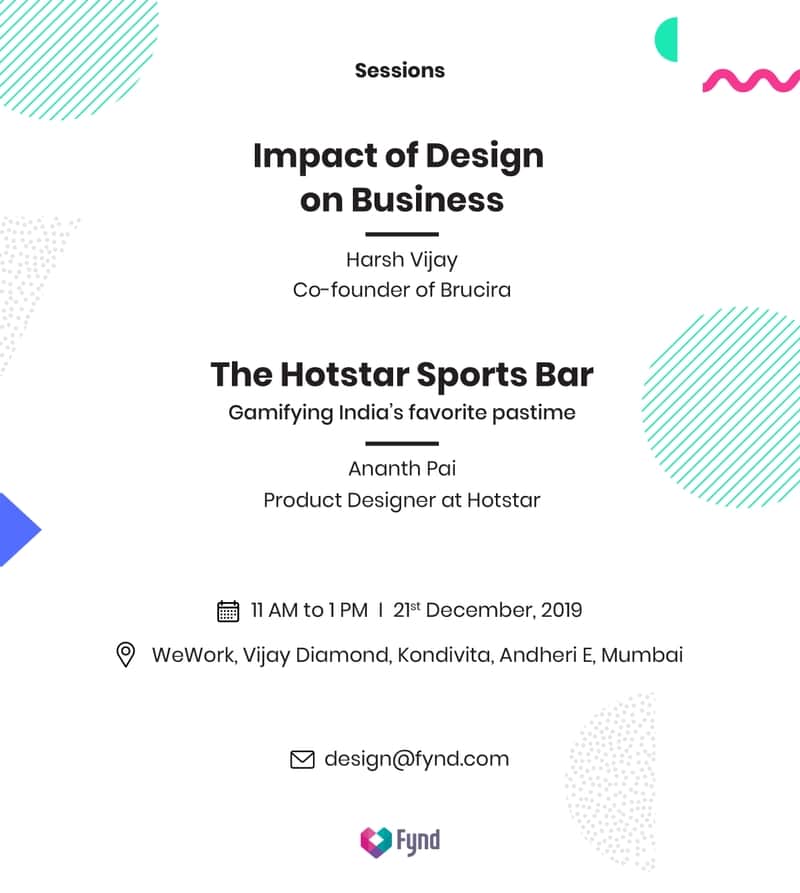 Sessions
Impact of Design
on Business
Harsh Vijay
Co-founder of Brucira
The Hotstar Sports Bar
Gamifying India's favorite pastime
Ananth Pai
Product Designer at Hotstar
11 AM to 1 PM | 21st December, 2019
WeWork, Vijay Diamond, Kondivita, Andheri E, Mumbai
design@fynd.com
Fynd